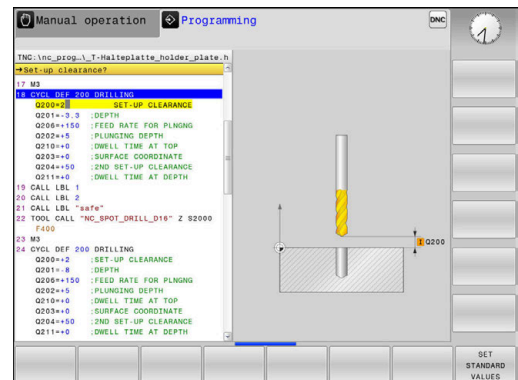 Manual operation
Programming
DNC
TNC:\nc_prog…\_T-Halteplatte_holder_plate.h
→Set-up clearance?
17 M3
18 CYCL DEF 200 DRILLING
Q200=2 SET-UP CLEARANCE
Q201=-3.3 ;DEPTH
Q206=+150 ;FEED RATE FOR PLNGNG
Q202=+5 ;PLUNGING DEPTH
Q210=+0 ;DWELL TIME AT TOP
Q203=+0 ;SURFACE COORDINATE
Q204=+50 ;2ND SET-UP CLEARANCE
Q211=+0 ;DWELL TIME AT DEPTH
19 CALL LBL 1
20 CALL LBL 2
21 CALL LBL "safe"
22 TOOL CALL "NC_SPOT_DRILL_D16" Z S2000
F400
23 M3
24 CYCL DEF 200 DRILLING
Q200=+2 ;SET-UP CLEARANCE
Q201=-8 ;DEPTH
Q206=+150 ;FEED RATE FOR PLNGNG
Q202=+5 ;PLUNGING DEPTH
Q210=+0 ;DWELL TIME AT TOP
Q203=+0 ;SURFACE COORDINATE
Q204=+50 ;2ND SET-UP CLEARANCE
Q211=+0 ;DWELL TIME AT DEPTH
Q200
SET
STANDARD
VALUES